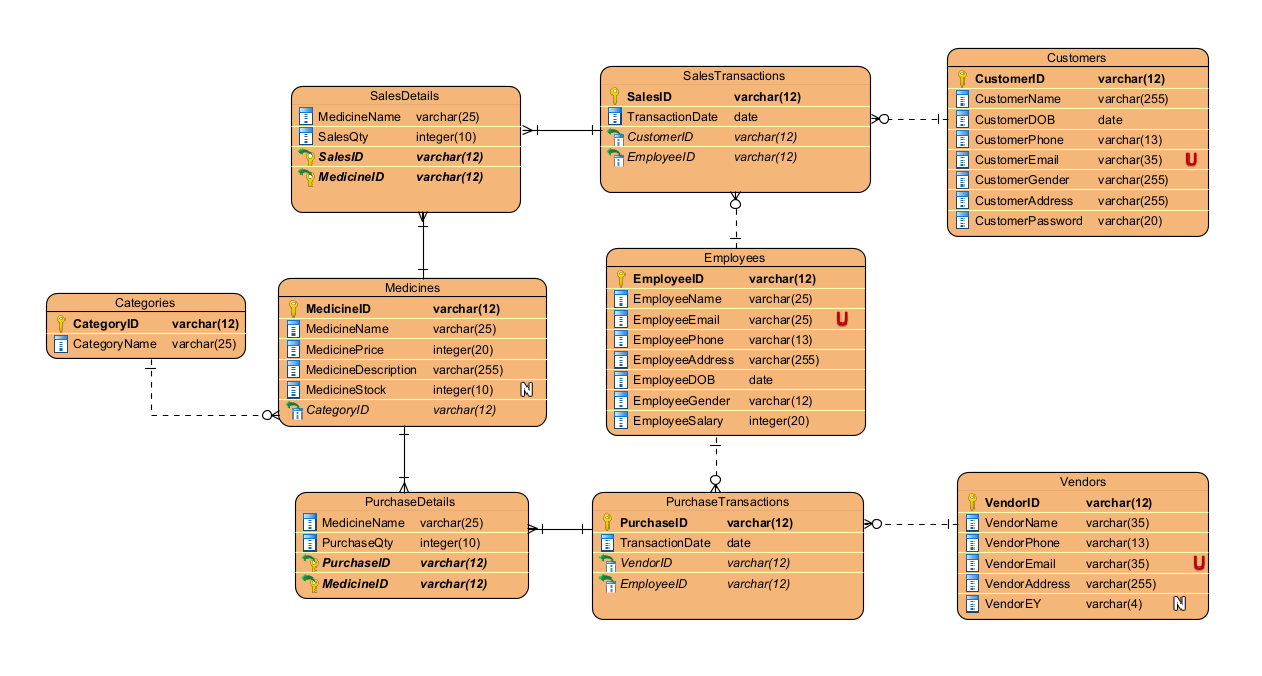 Customers
CustomerID varchar(12)
CustomerName varchar(255)
CustomerDOB date
CustomerPhone varchar(13)
CustomerEmail varchar(35) U
CustomerGender varchar(255)
CustomerAddress varchar(255)
CustomerPassword varchar(20)
SalesTransactions
SalesID varchar(12)
TransactionDate date
CustomerID varchar(12)
EmployeeID varchar(12)
SalesDetails
MedicineName varchar(25)
SalesQty integer(10)
SalesID varchar(12)
MedicineID varchar(12)
Employees
EmployeeID varchar(12)
EmployeeName varchar(25)
EmployeeEmail varchar(25) U
EmployeePhone varchar(13)
EmployeeAddress varchar(255)
EmployeeDOB date
EmployeeGender varchar(12)
EmployeeSalary integer(20)
Medicines
MedicineID varchar(12)
MedicineName varchar(25)
MedicinePrice integer(20)
MedicineDescription varchar(255)
MedicineStock integer(10) N
CategoryID varchar(12)
Categories
CategoryID varchar(12)
CategoryName varchar(25)
PurchaseDetails
MedicineName varchar(25)
PurchaseQty integer(10)
PurchaseID varchar(12)
MedicineID varchar(12)
PurchaseTransactions
PurchaseID varchar(12)
TransactionDate date
VendorID varchar(12)
EmployeeID varchar(12)
Vendors
VendorID varchar(12)
VendorName varchar(35)
VendorPhone varchar(13)
VendorEmail varchar(35) U
VendorAddress varchar(255)
VendorEY varchar(4) N